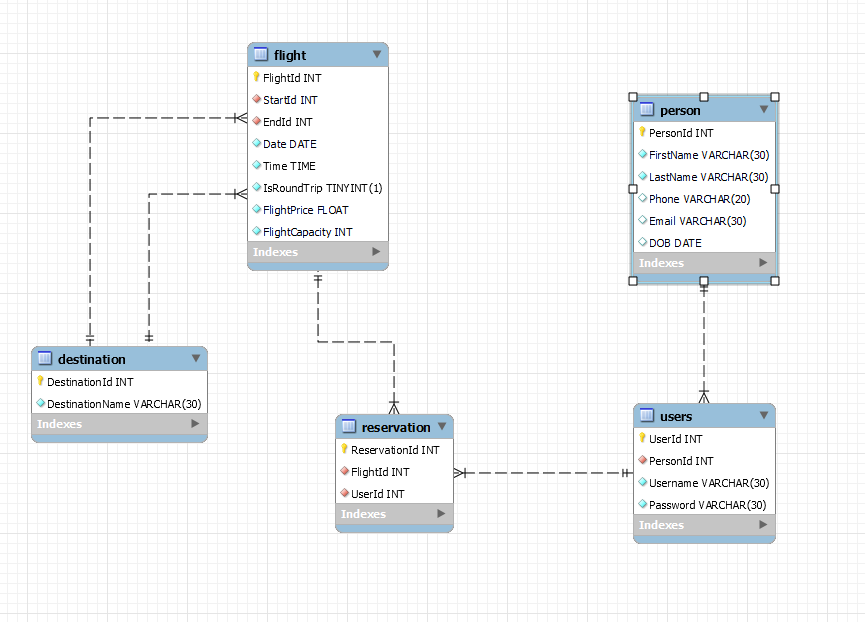 flight
FlightId INT
StartId INT
EndId INT
Date DATE
Time TIME
IsRoundTrip TINYINT(1)
FlightPrice FLOAT
FlightCapacity INT
Indexes
person
PersonId INT
FirstName VARCHAR(30)
LastName VARCHAR(30)
Phone VARCHAR(20)
Email VARCHAR(30)
DOB DATE
Indexes
destination
DestinationId INT
DestinationName VARCHAR(30)
Indexes
reservation
ReservationId INT
FlightId INT
UserId INT
Indexes
users
UserId INT
PersonId INT
Username VARCHAR(30)
Password VARCHAR(30)
Indexes